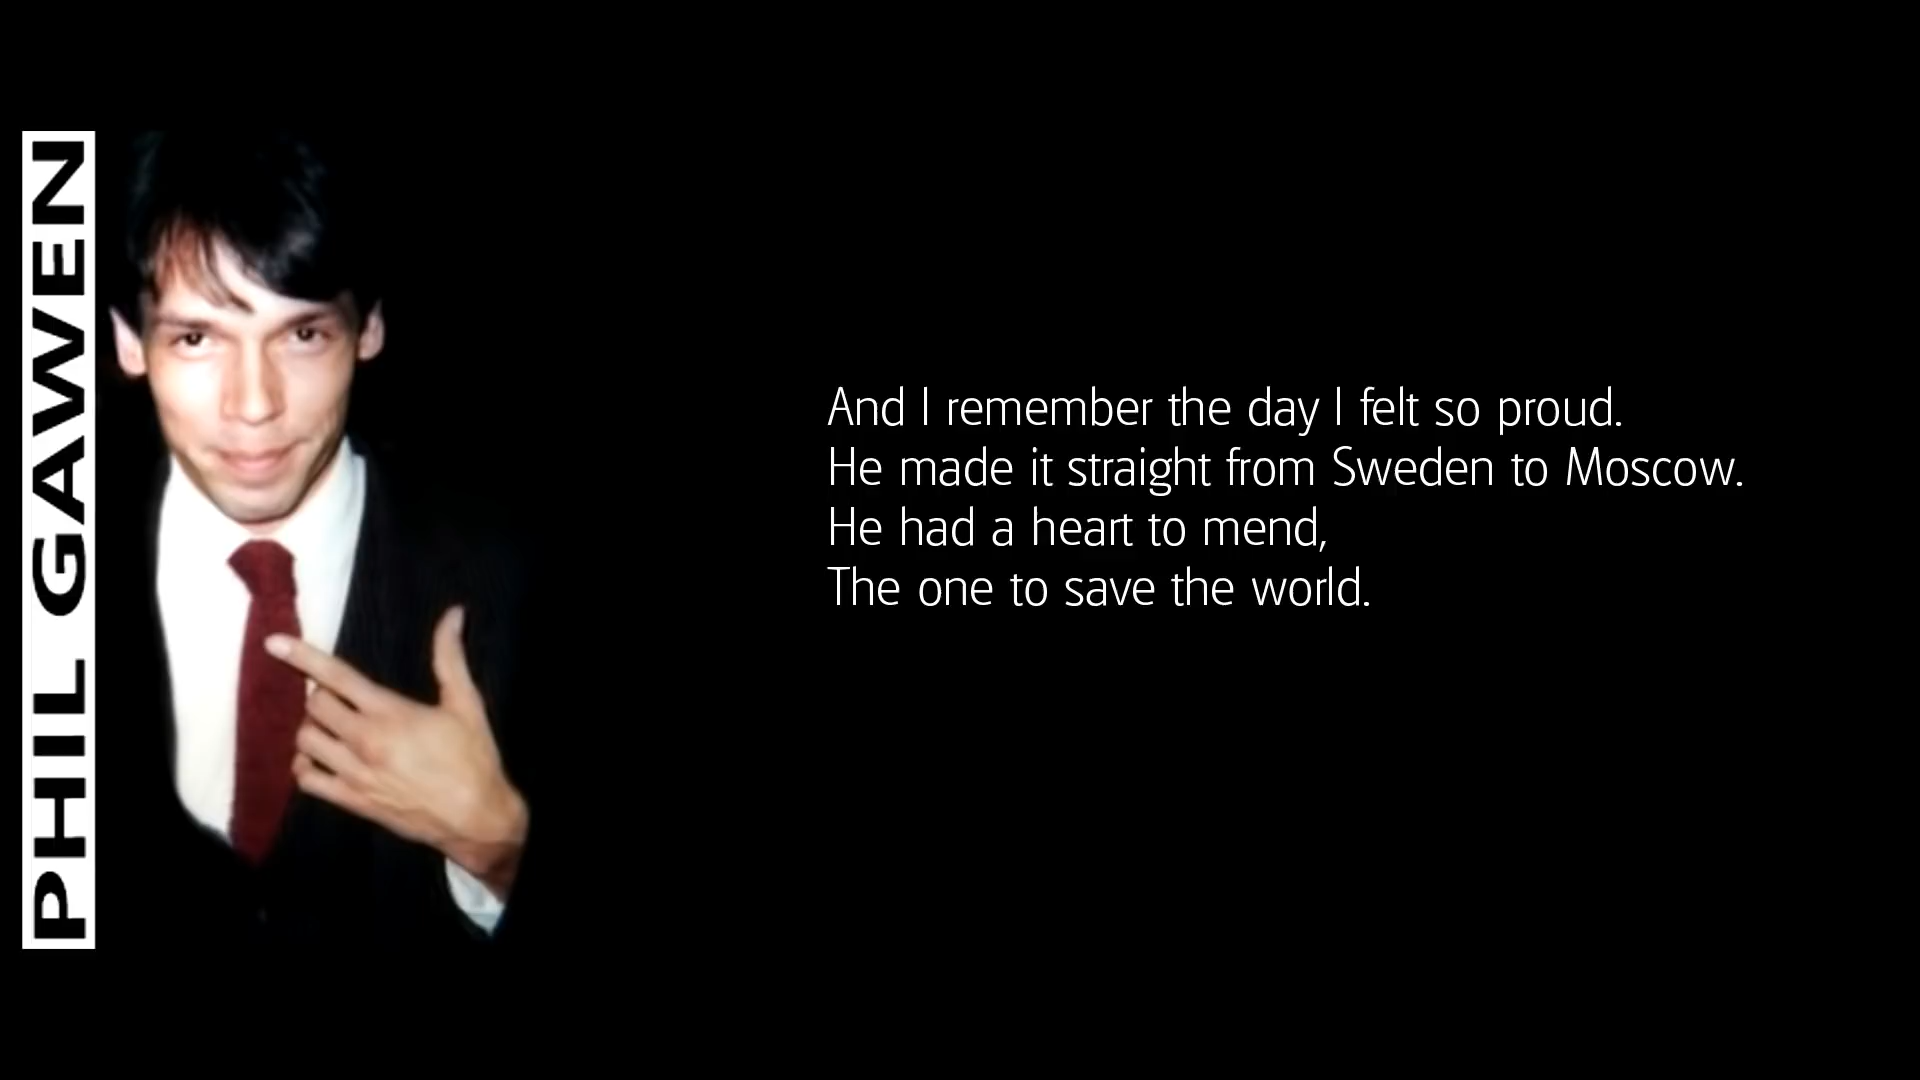 PHIL GAWEN
And I remember the day I felt so proud.
He made it straight from Sweden to Moscow.
He had a heart to mend,
The one to save the world.